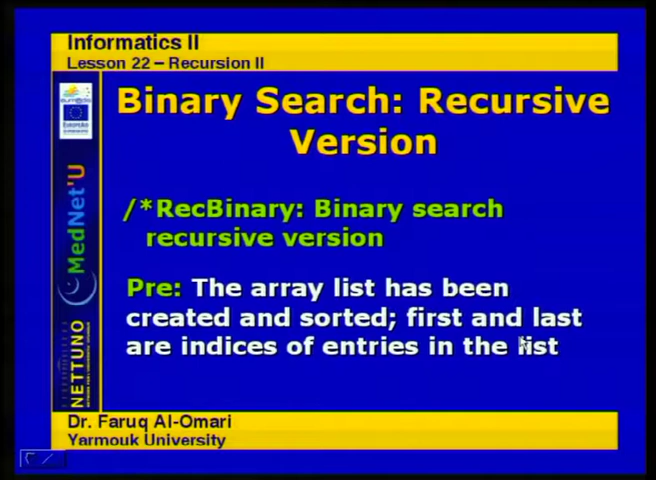 Informatics II
Lesson 22 – Recursion II
Binary Search: Recursive
Version
/*RecBinary: Binary search
recursive version
Pre: The array list has been
created and sorted; first and last
are indices of entries in the list
MedNet'U
NETTUNO
Dr. Faruq Al-Omari
Yarmouk University